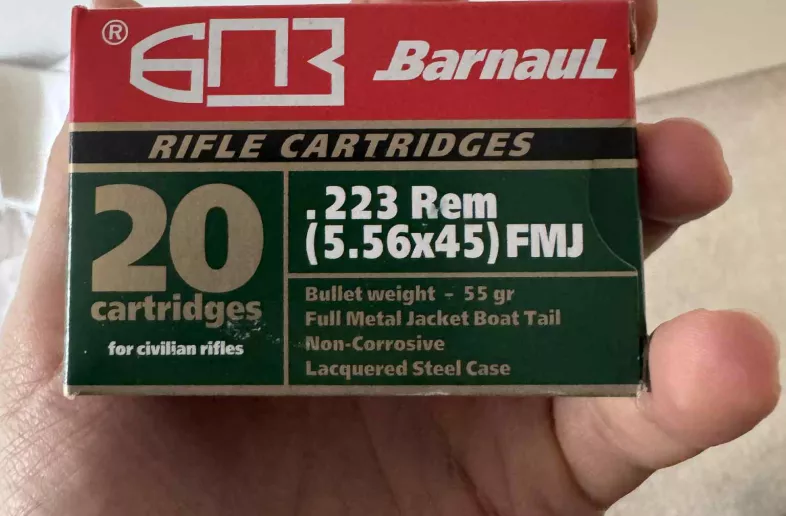 ® БПЗ Barnaul
RIFLE CARTRIDGES
20
cartridges
for civilian rifles
.223 Rem
(5.56x45) FMJ
Bullet weight - 55 gr
Full Metal Jacket Boat Tail
Non-Corrosive
Lacquered Steel Case